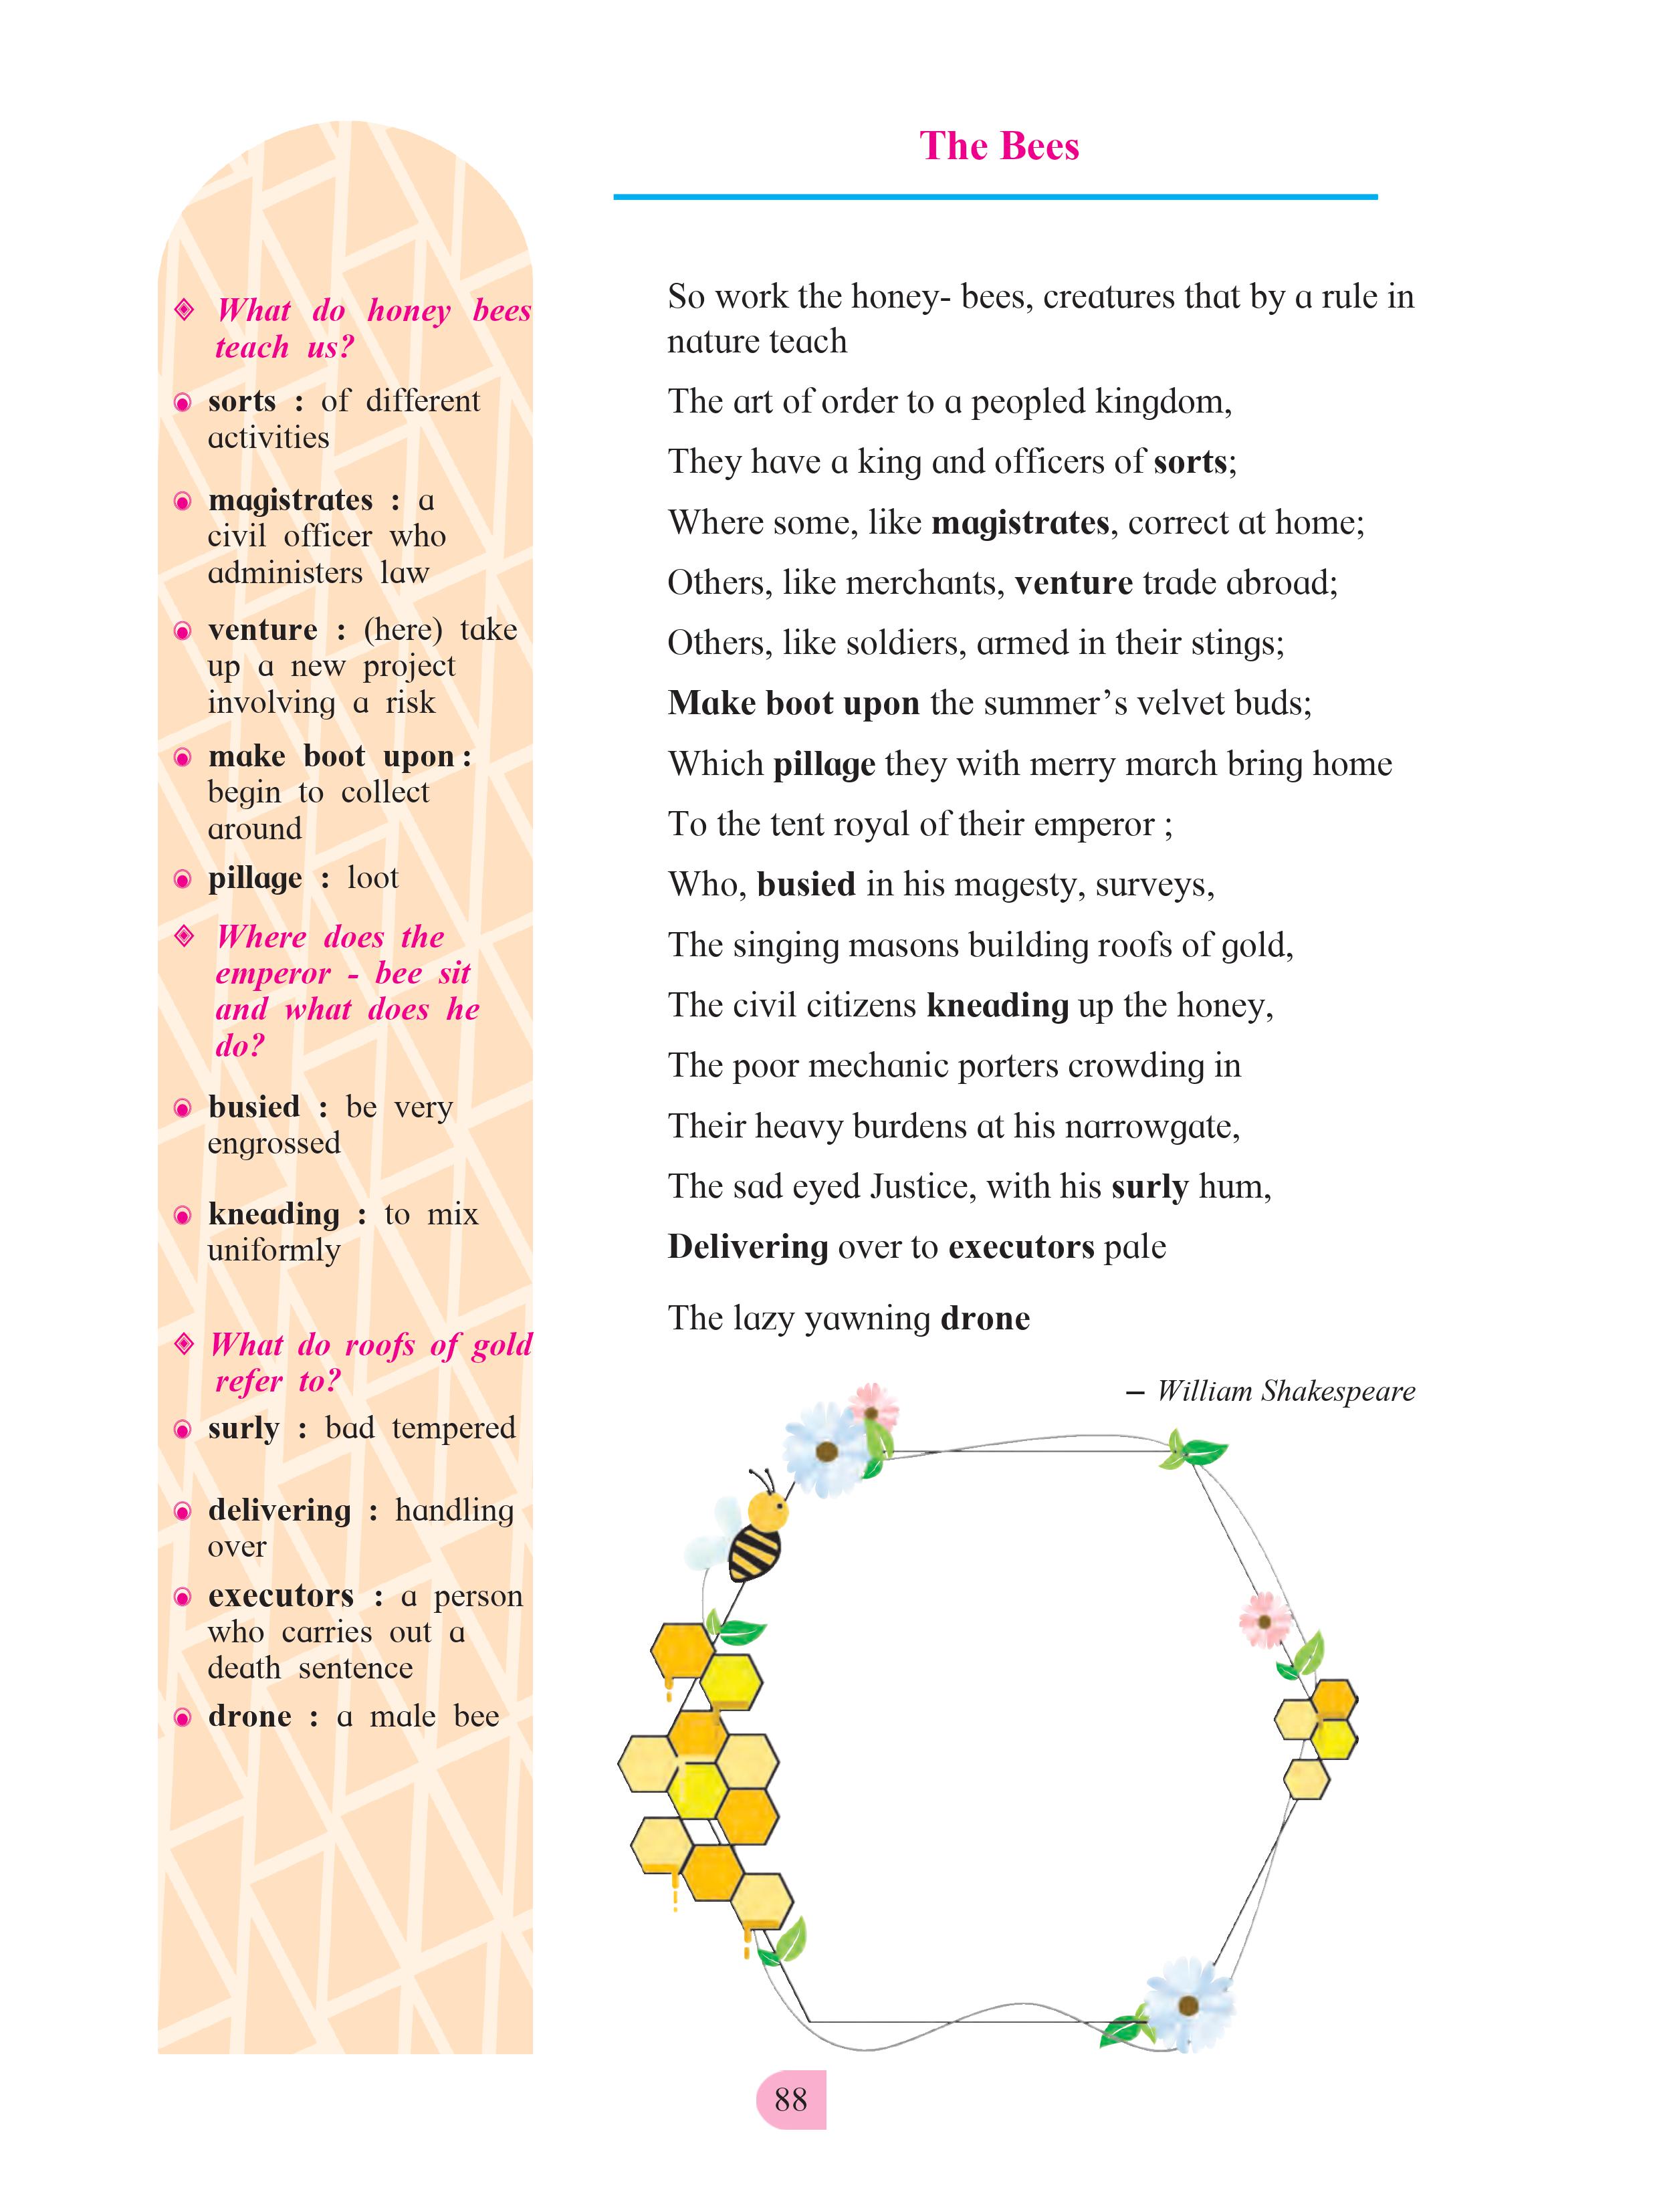 The Bees
What do honey bees
teach us?
sorts : of different
activities
magistrates : a
civil officer who
administers law
venture : (here) take
up a new project
involving a risk
make boot upon :
begin to collect
around
pillage : loot
Where does the
emperor - bee sit
and what does he
do?
busied : be very
engrossed
kneading : to mix
uniformly
What do roofs of gold
refer to?
surly : bad tempered
delivering : handling
over
executors : a person
who carries out a
death sentence
drone : a male bee
So work the honey- bees, creatures that by a rule in
nature teach
The art of order to a peopled kingdom,
They have a king and officers of sorts;
Where some, like magistrates, correct at home;
Others, like merchants, venture trade abroad;
Others, like soldiers, armed in their stings;
Make boot upon the summer’s velvet buds;
Which pillage they with merry march bring home
To the tent royal of their emperor ;
Who, busied in his magesty, surveys,
The singing masons building roofs of gold,
The civil citizens kneading up the honey,
The poor mechanic porters crowding in
Their heavy burdens at his narrowgate,
The sad eyed Justice, with his surly hum,
Delivering over to executors pale
The lazy yawning drone
– William Shakespeare
88